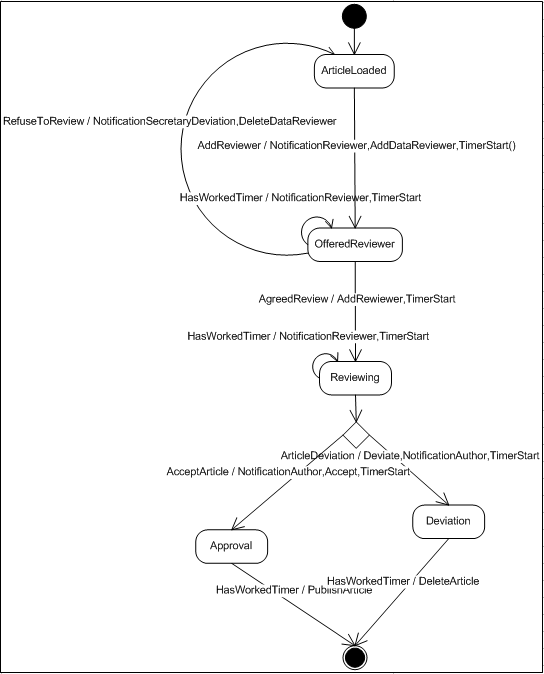 ArticleLoaded
RefuseToReview / NotificationSecretaryDeviation,DeleteDataReviewer
AddReviewer / NotificationReviewer,AddDataReviewer,TimerStart()
HasWorkedTimer / NotificationReviewer,TimerStart
OfferedReviewer
AgreedReview / AddRewiewer,TimerStart
HasWorkedTimer / NotificationReviewer,TimerStart
Reviewing
ArticleDeviation / Deviate,NotificationAuthor,TimerStart
AcceptArticle / NotificationAuthor,Accept,TimerStart
Deviation
Approval
HasWorkedTimer / DeleteArticle
HasWorkedTimer / PublishArticle